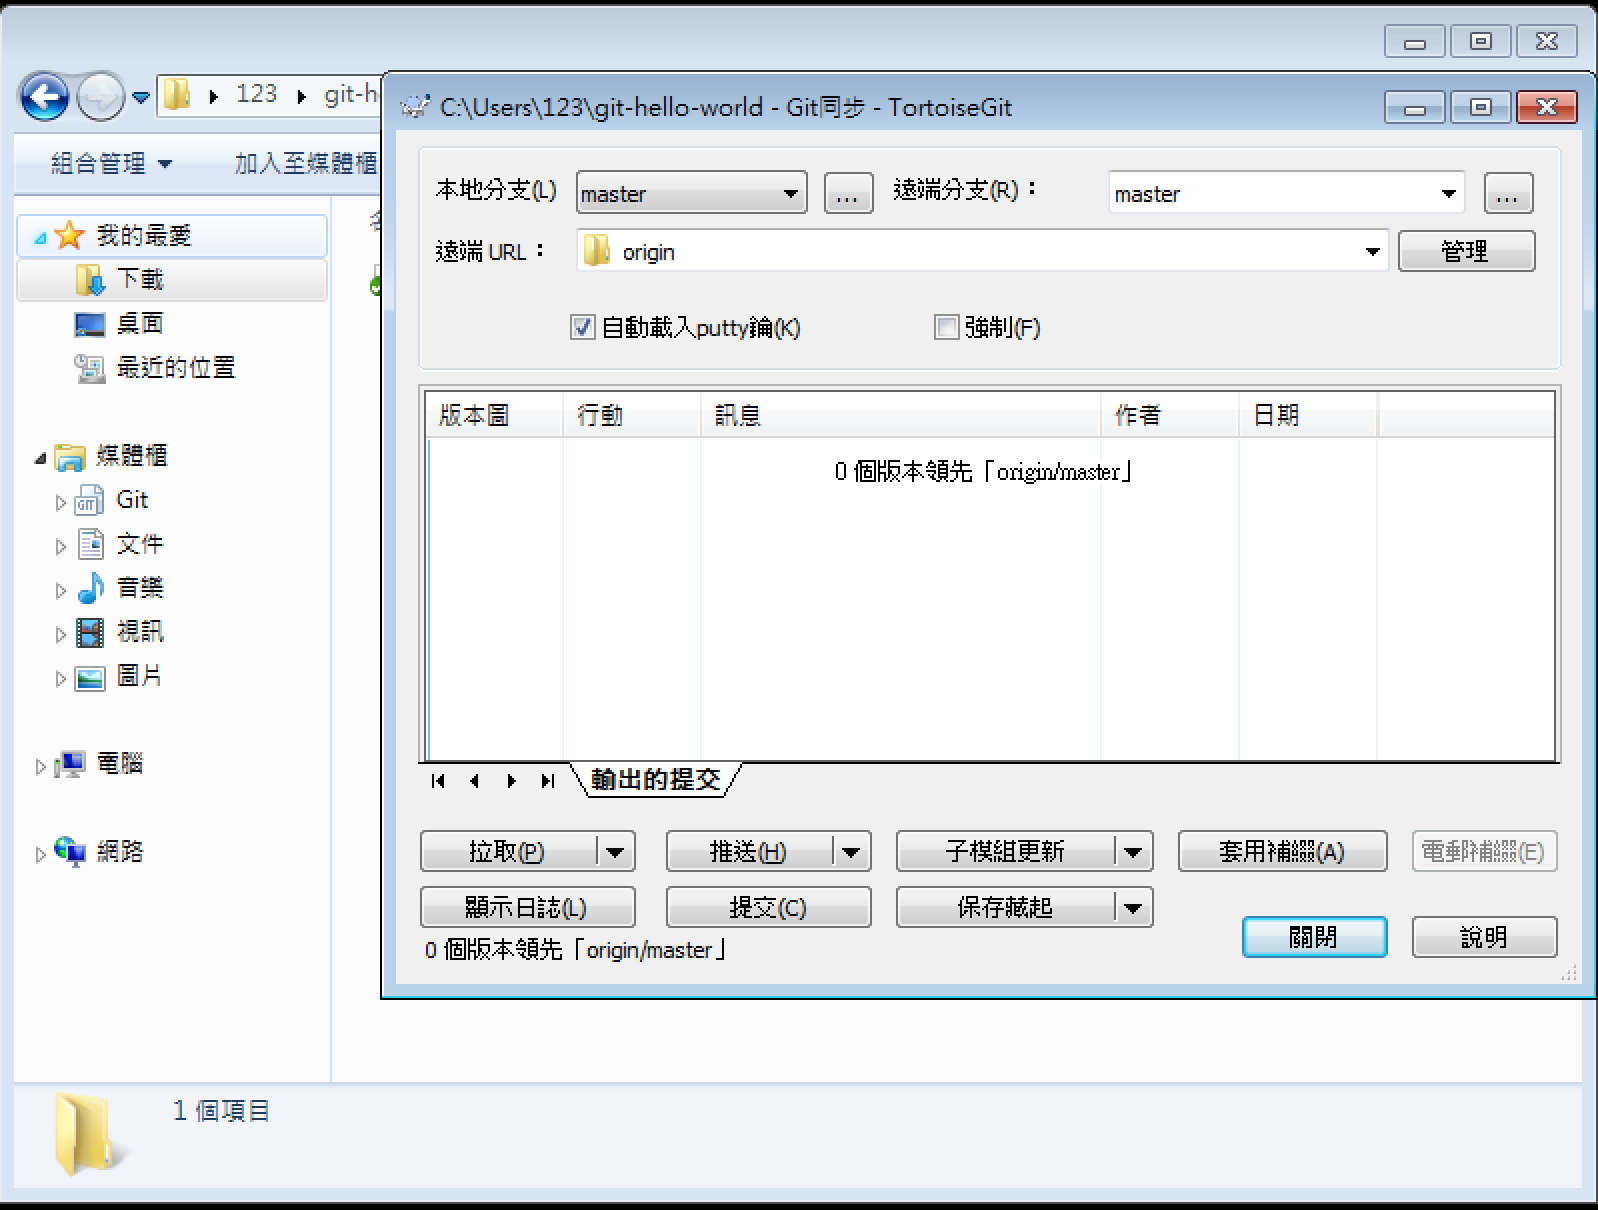 123 git-h
C:\Users\123\git-hello-world - Git同步 - TortoiseGit
組合管理 加入至媒體櫃
本地分支(L) master ... 遠端分支(R)： master ...
遠端 URL： origin 管理
自動載入putty鑰(K) 強制(F)
我的最愛
下載
桌面
最近的位置
媒體櫃
Git
文件
音樂
視訊
圖片
電腦
網路
版本圖 行動 訊息 作者 日期
0 個版本領先「origin/master」
輸出的提交
拉取(P) 推送(H) 子模組更新 套用補綴(A) 電郵補綴(E)
顯示日誌(L) 提交(C) 保存藏起
關閉 說明
0 個版本領先「origin/master」
1 個項目